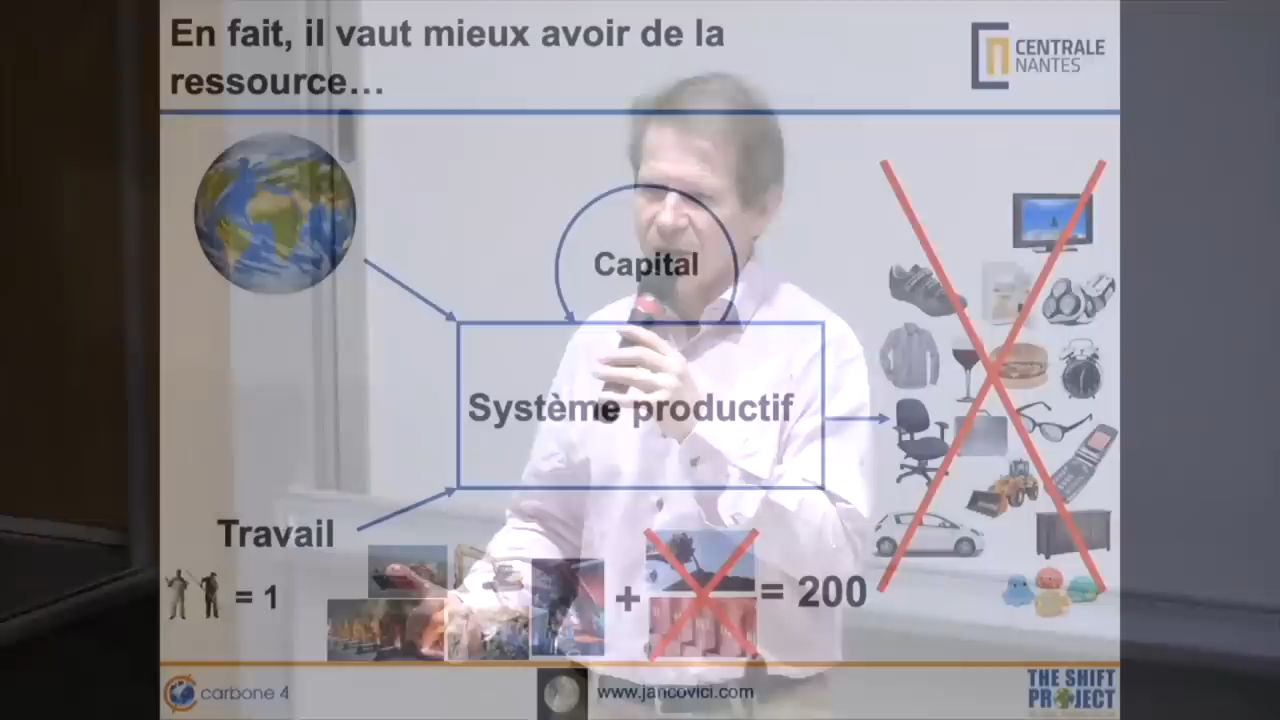 En fait, il vaut mieux avoir de la
ressource…
CENTRALE
NANTES
Capital
Système productif
Travail
= 1
+
= 200
carbone 4
www.jancovici.com
THE SHIFT
PROJECT